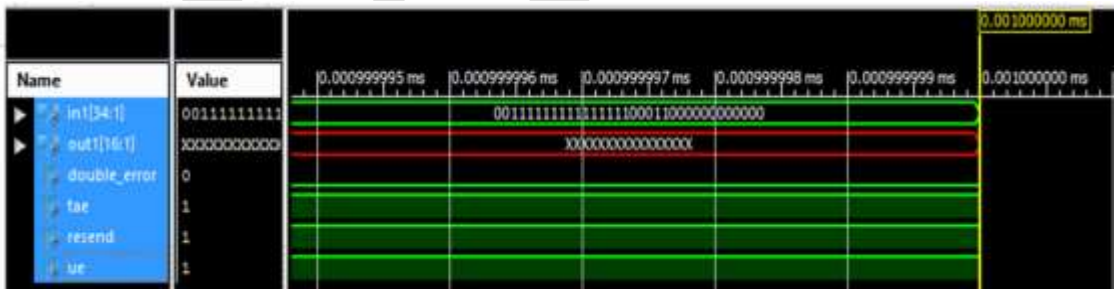 0.001000000 ms
Name Value 0.000999995 ms 0.000999996 ms 0.000999997 ms 0.000999998 ms 0.000999999 ms 0.001000000 ms
in1[34:1] 00111111111
out1[16:1] XXXXXXXXXXX XXXXXXXXXXXXXXXX
double_error 0
tae 1
resend 1
ue 1